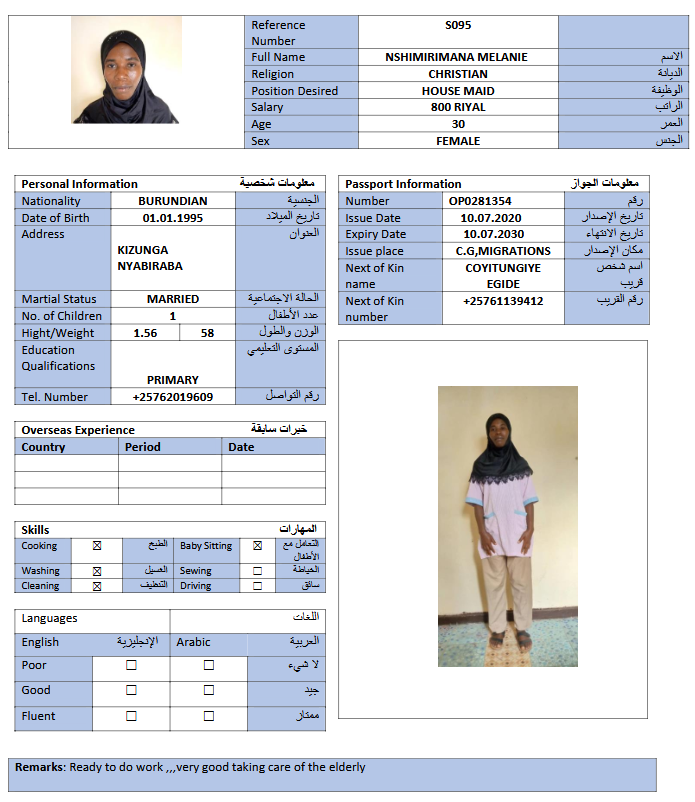 Reference Number S095
Full Name NSHIMIRIMANA MELANIE الاسم
Religion CHRISTIAN الديانة
Position Desired HOUSE MAID الوظيفة
Salary 800 RIYAL الراتب
Age 30 العمر
Sex FEMALE الجنس
Personal Information معلومات شخصية
Nationality BURUNDIAN الجنسية
Date of Birth 01.01.1995 تاريخ الميلاد
Address العنوان
KIZUNGA
NYABIRABA
Martial Status MARRIED الحالة الاجتماعية
No. of Children 1 عدد الأطفال
Hight/Weight 1.56 58 الوزن والطول
Education Qualifications PRIMARY المستوى التعليمي
Tel. Number +25762019609 رقم التواصل
Passport Information معلومات الجواز
Number OP0281354 رقم
Issue Date 10.07.2020 تاريخ الإصدار
Expiry Date 10.07.2030 تاريخ الانتهاء
Issue place C.G,MIGRATIONS مكان الإصدار
Next of Kin name COYITUNGIYE EGIDE اسم شخص قريب
Next of Kin number +25761139412 رقم القريب
Overseas Experience خبرات سابقة
Country Period Date
Skills المهارات
Cooking ☒ الطبخ Baby Sitting ☒ التعامل مع الأطفال
Washing ☒ الغسيل Sewing ☐ الخياطة
Cleaning ☒ التنظيف Driving ☐ سائق
Languages اللغات
English الإنجليزية Arabic العربية
Poor ☐ ☐ لا شيء
Good ☐ ☐ جيد
Fluent ☐ ☐ ممتاز
Remarks: Ready to do work ,,,very good taking care of the elderly